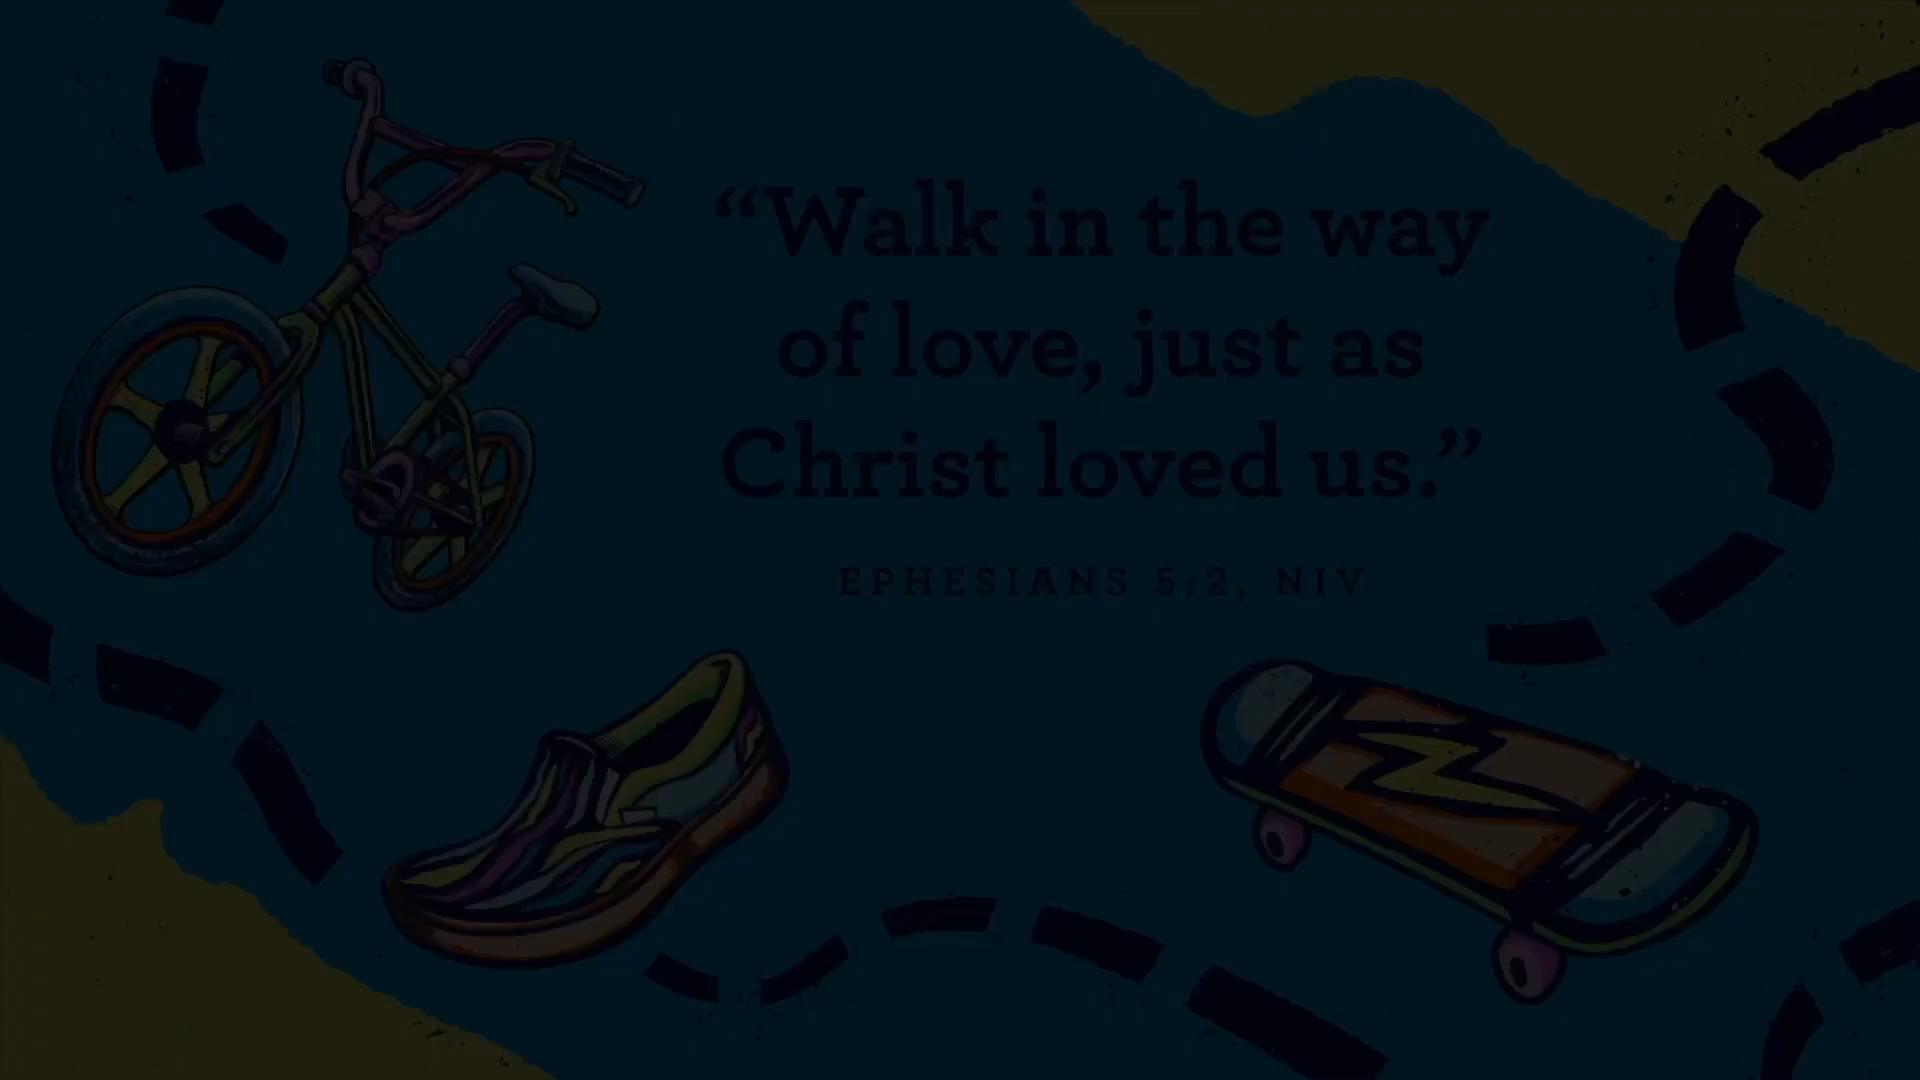 “Walk in the way
of love, just as
Christ loved us.”
EPHESIANS 5:2, NIV